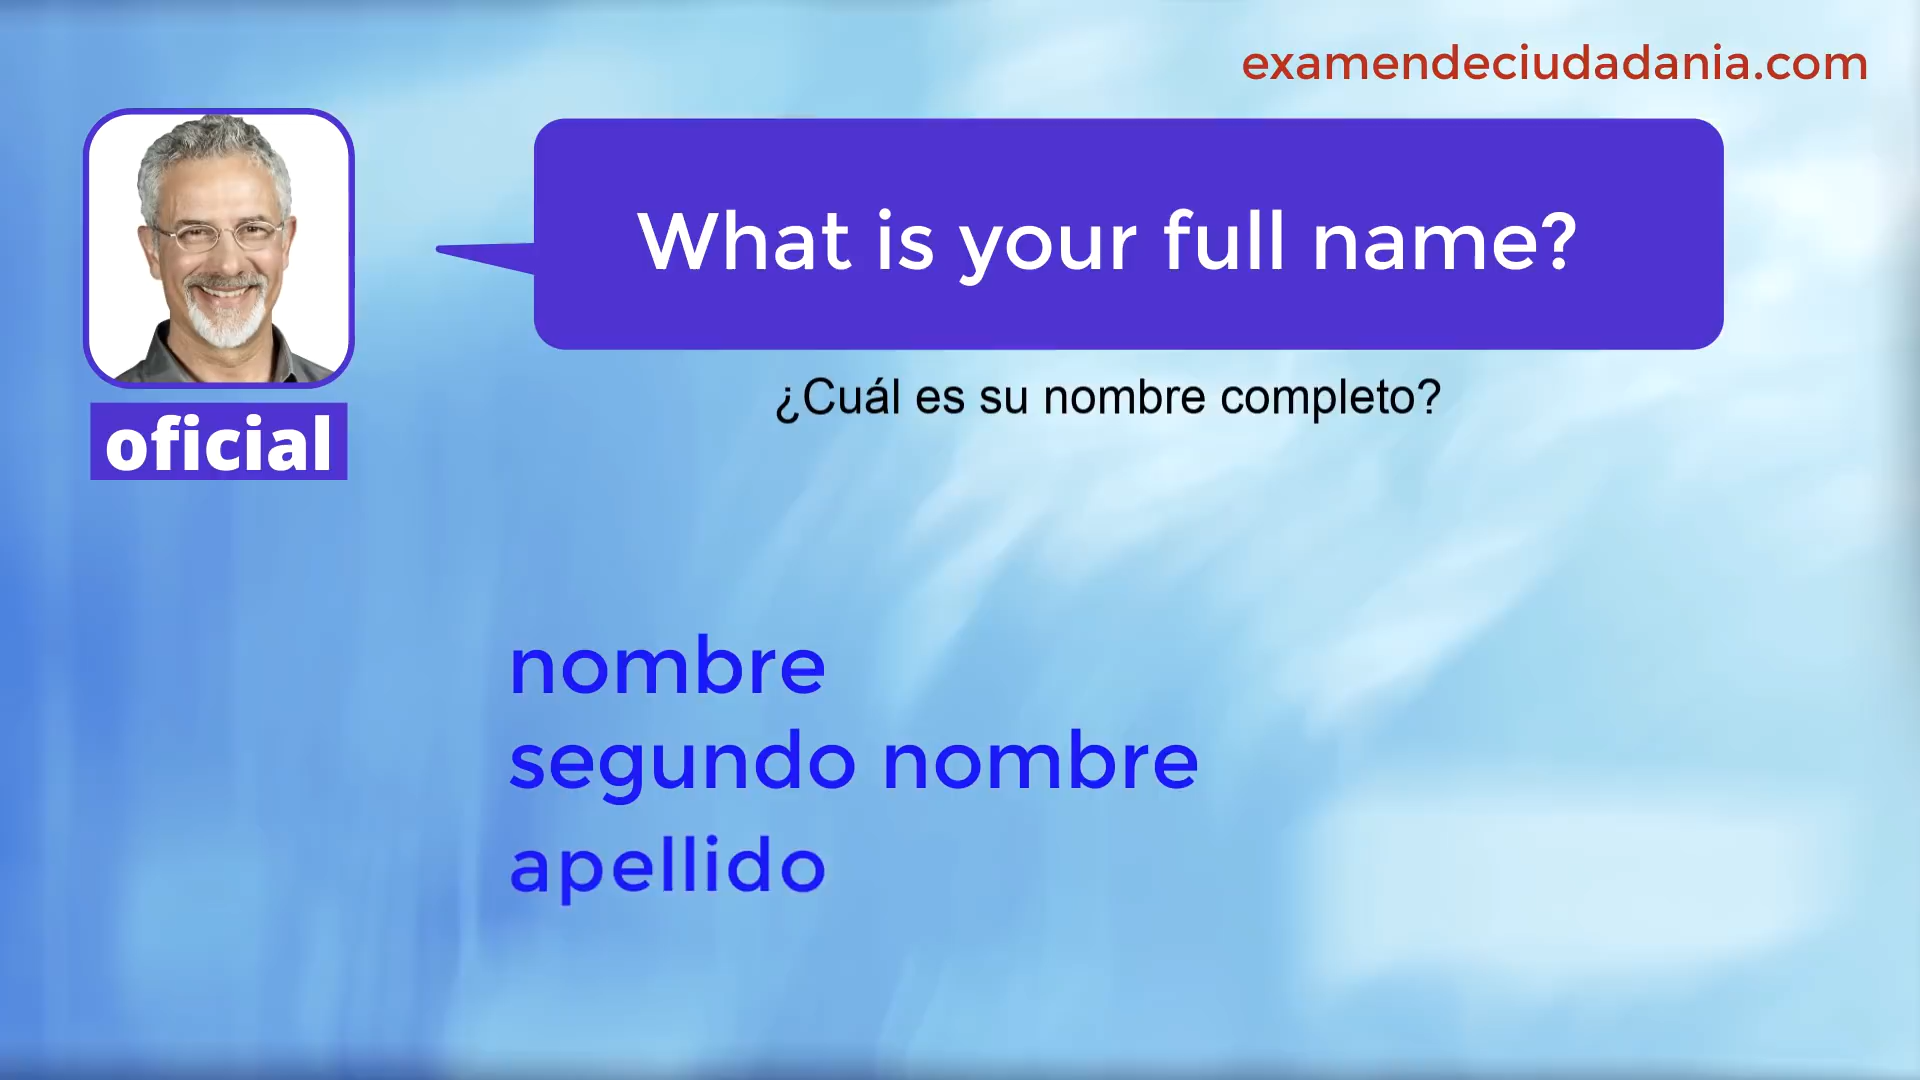 examendeciudadania.com
What is your full name?
¿Cuál es su nombre completo?
oficial
nombre
segundo nombre
apellido